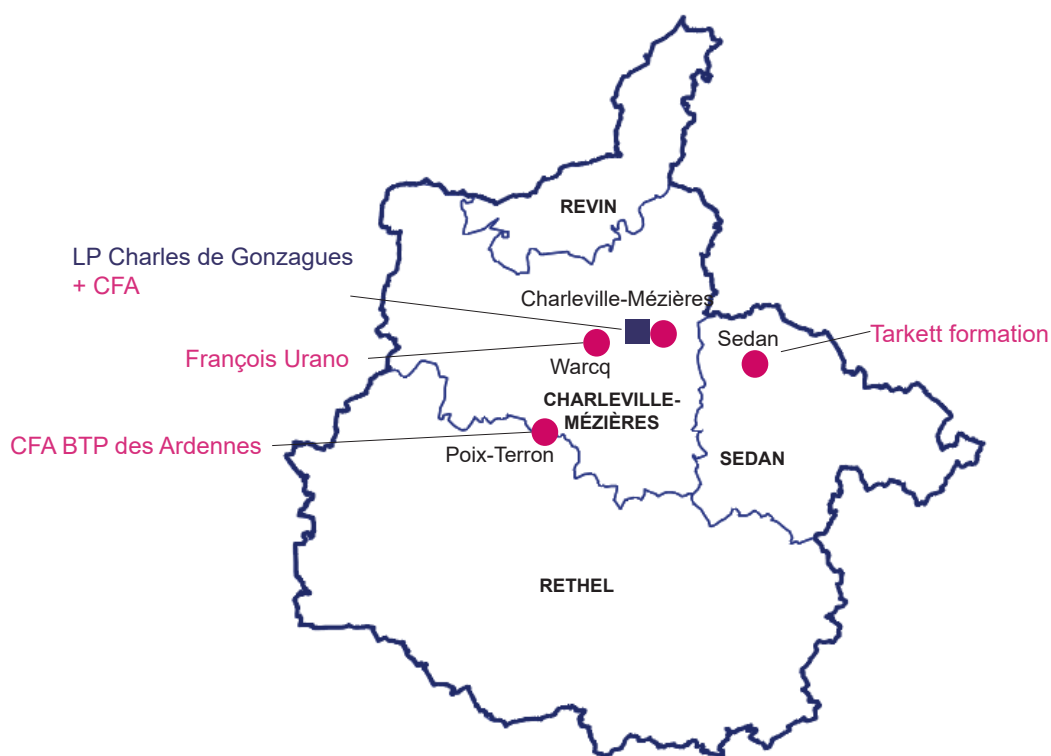 REVIN
LP Charles de Gonzagues
+ CFA
Charleville-Mézières
Sedan
Tarkett formation
François Urano
Warcq
CHARLEVILLE-
MÉZIÈRES
CFA BTP des Ardennes
Poix-Terron
SEDAN
RETHEL